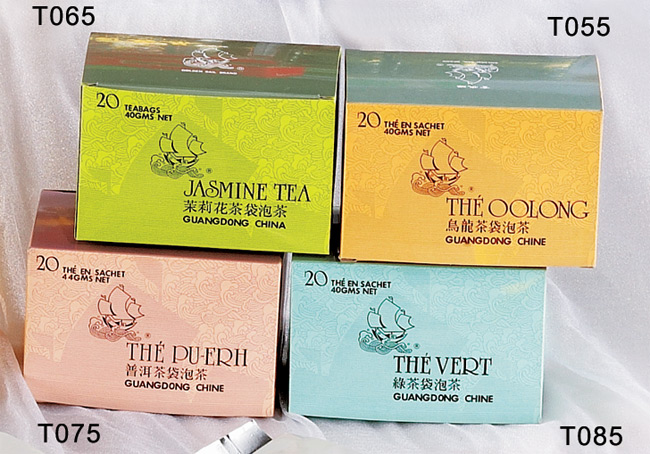 T065
T055
GOLDEN SAIL BRAND
20 TEABAGS
40GMS NET
®
JASMINE TEA
茉莉花茶袋泡茶
GUANGDONG CHINA
20 THÉ EN SACHET
40GMS NET
®
THÉ OOLONG
烏龍茶袋泡茶
GUANGDONG CHINE
20 THÉ EN SACHET
44GMS NET
®
THÉ PU-ERH
普洱茶袋泡茶
GUANGDONG CHINE
20 THÉ EN SACHET
40GMS NET
®
THÉ VERT
綠茶袋泡茶
GUANGDONG CHINE
T075
T085